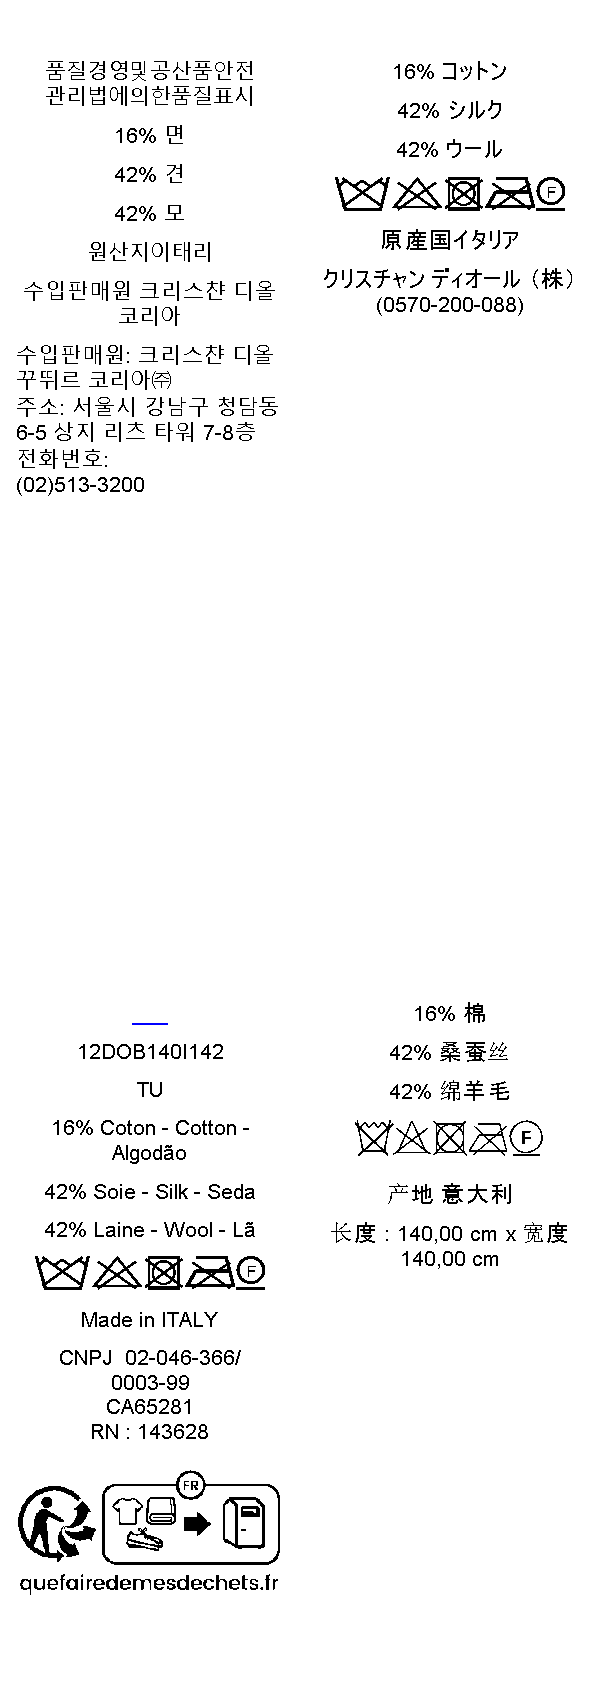 품질경영및공산품안전
관리법에의한품질표시
16% 면
42% 견
42% 모
원산지이태리
수입판매원 크리스챤 디올
코리아
수입판매원: 크리스챤 디올
꾸뛰르 코리아㈜
주소: 서울시 강남구 청담동
6-5 상지 리츠 타워 7-8층
전화번호:
(02)513-3200
16% コットン
42% シルク
42% ウール
F
原産国イタリア
クリスチャン ディオール（株）
(0570-200-088)
12DOB140I142
TU
16% Coton - Cotton -
Algodão
42% Soie - Silk - Seda
42% Laine - Wool - Lã
F
Made in ITALY
CNPJ  02-046-366/
0003-99
CA65281
RN : 143628
FR
quefairedemesdechets.fr
16% 棉
42% 桑蚕丝
42% 绵羊毛
F
产地 意大利
长度 : 140,00 cm x 宽度
140,00 cm